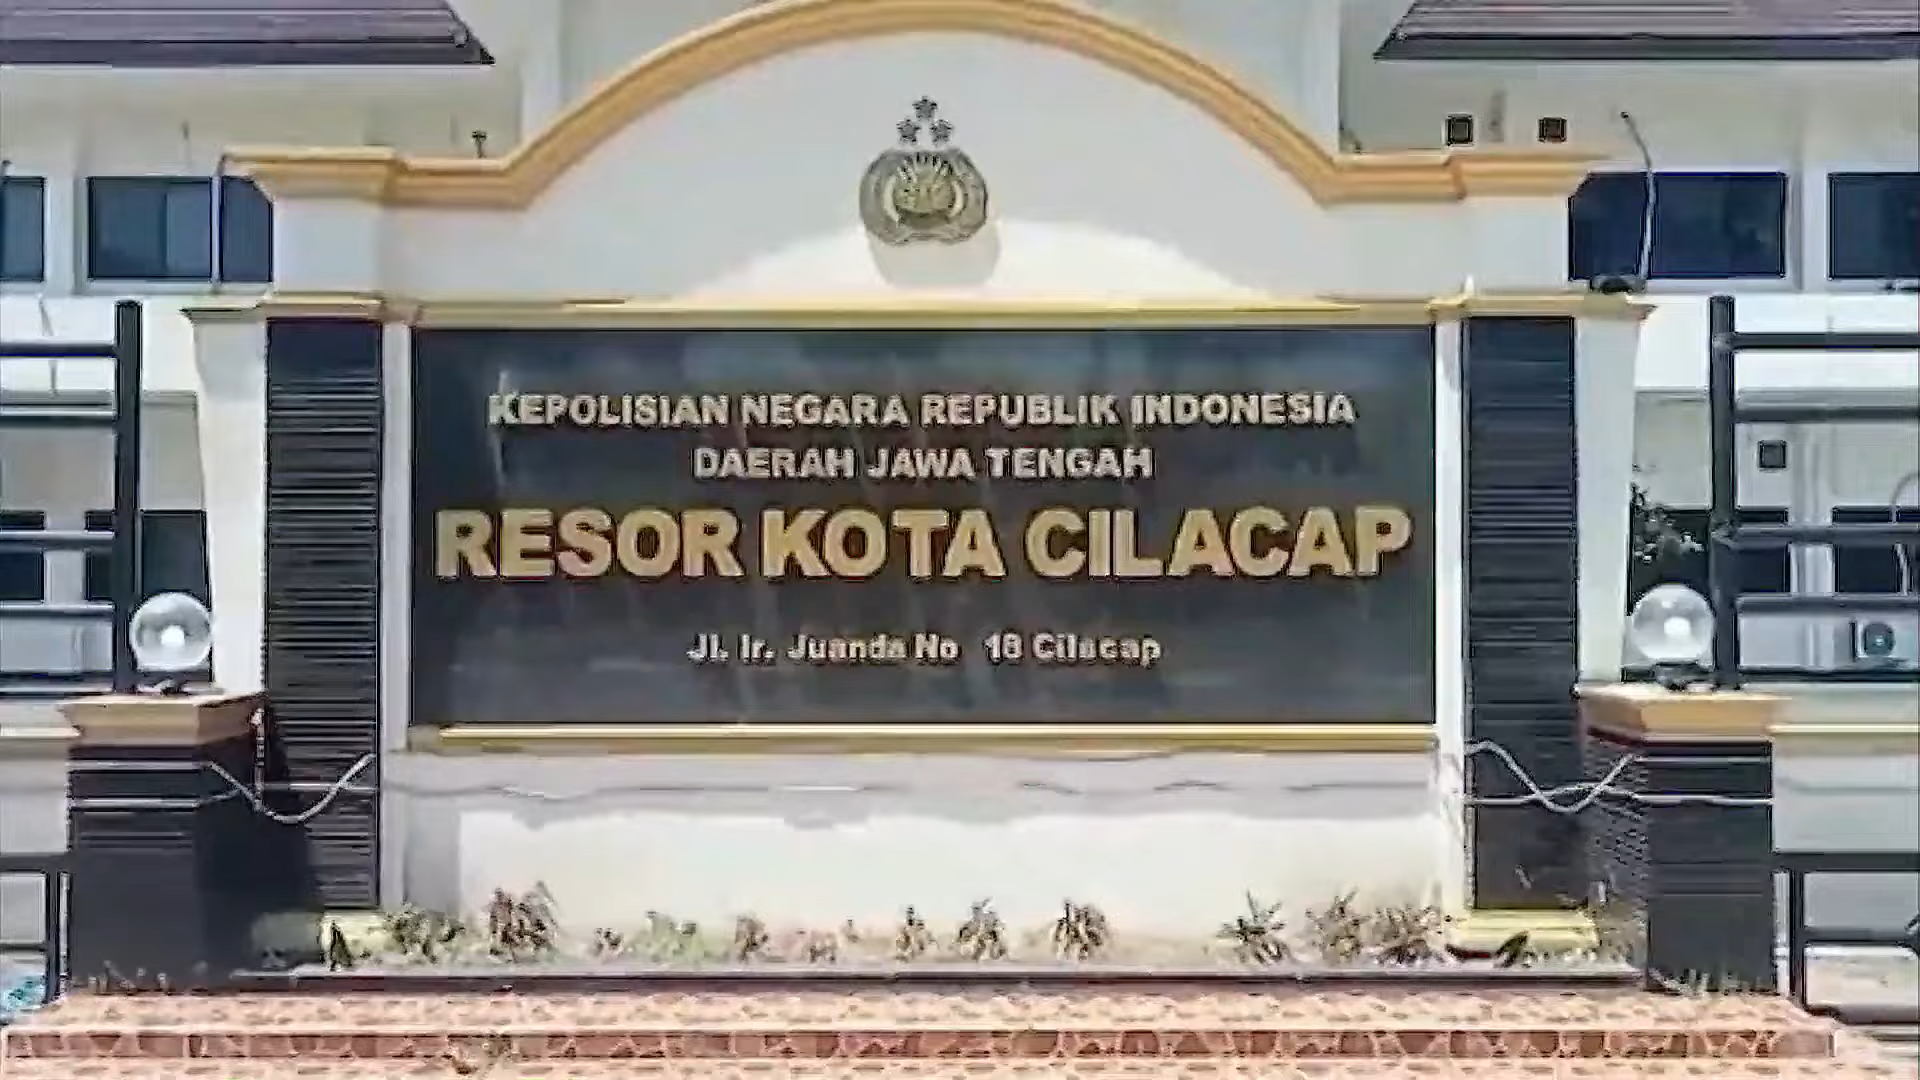 KEPOLISIAN NEGARA REPUBLIK INDONESIA
DAERAH JAWA TENGAH
RESOR KOTA CILACAP
Jl. Ir. Juanda No 18 Cilacap